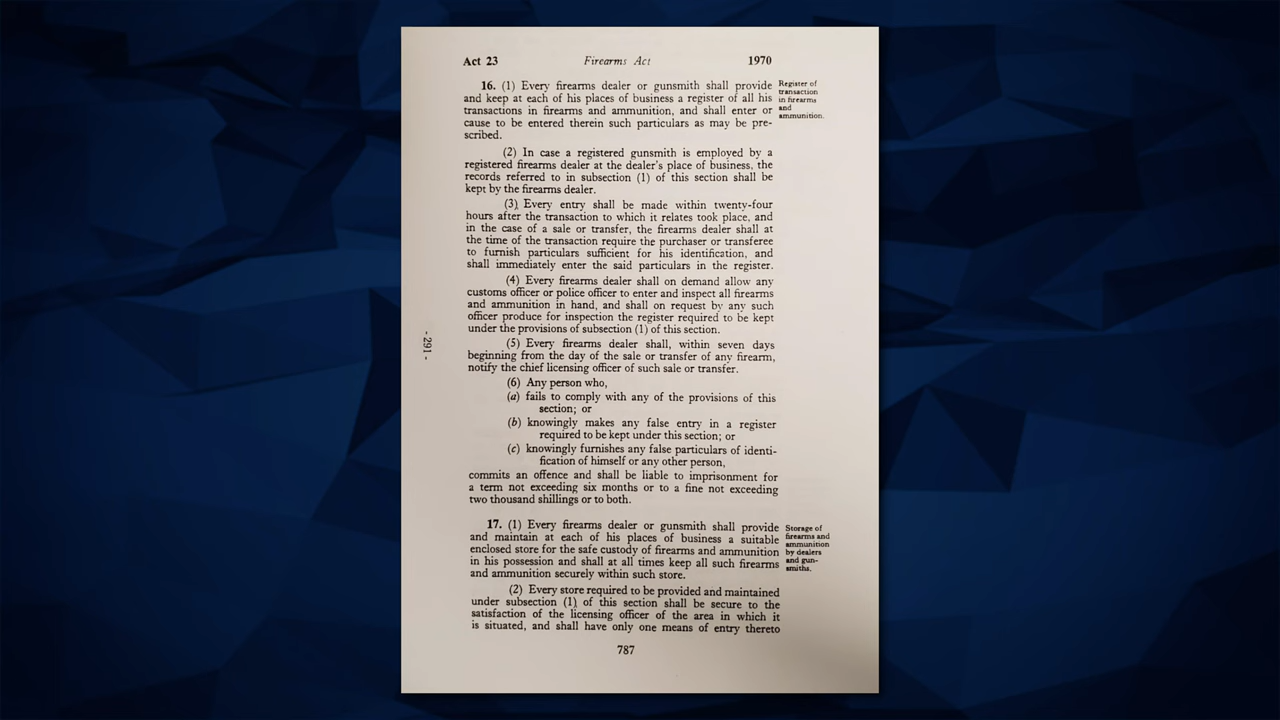 Act 23 Firearms Act 1970
16. (1) Every firearms dealer or gunsmith shall provide
and keep at each of his places of business a register of all his
transactions in firearms and ammunition, and shall enter or
cause to be entered therein such particulars as may be pre-
scribed.
Register of
transaction
in firearms
and
ammunition.
(2) In case a registered gunsmith is employed by a
registered firearms dealer at the dealer's place of business, the
records referred to in subsection (1) of this section shall be
kept by the firearms dealer.
(3) Every entry shall be made within twenty-four
hours after the transaction to which it relates took place, and
in the case of a sale or transfer, the firearms dealer shall at
the time of the transaction require the purchaser or transferee
to furnish particulars sufficient for his identification, and
shall immediately enter the said particulars in the register.
(4) Every firearms dealer shall on demand allow any
customs officer or police officer to enter and inspect all firearms
and ammunition in hand, and shall on request by any such
officer produce for inspection the register required to be kept
under the provisions of subsection (1) of this section.
- 291 -
(5) Every firearms dealer shall, within seven days
beginning from the day of the sale or transfer of any firearm,
notify the chief licensing officer of such sale or transfer.
(6) Any person who,
(a) fails to comply with any of the provisions of this
section; or
(b) knowingly makes any false entry in a register
required to be kept under this section; or
(c) knowingly furnishes any false particulars of identi-
fication of himself or any other person,
commits an offence and shall be liable to imprisonment for
a term not exceeding six months or to a fine not exceeding
two thousand shillings or to both.
17. (1) Every firearms dealer or gunsmith shall provide
and maintain at each of his places of business a suitable
enclosed store for the safe custody of firearms and ammunition
in his possession and shall at all times keep all such firearms
and ammunition securely within such store.
Storage of
firearms and
ammunition
by dealers
and gun-
smiths.
(2) Every store required to be provided and maintained
under subsection (1) of this section shall be secure to the
satisfaction of the licensing officer of the area in which it
is situated, and shall have only one means of entry thereto
787